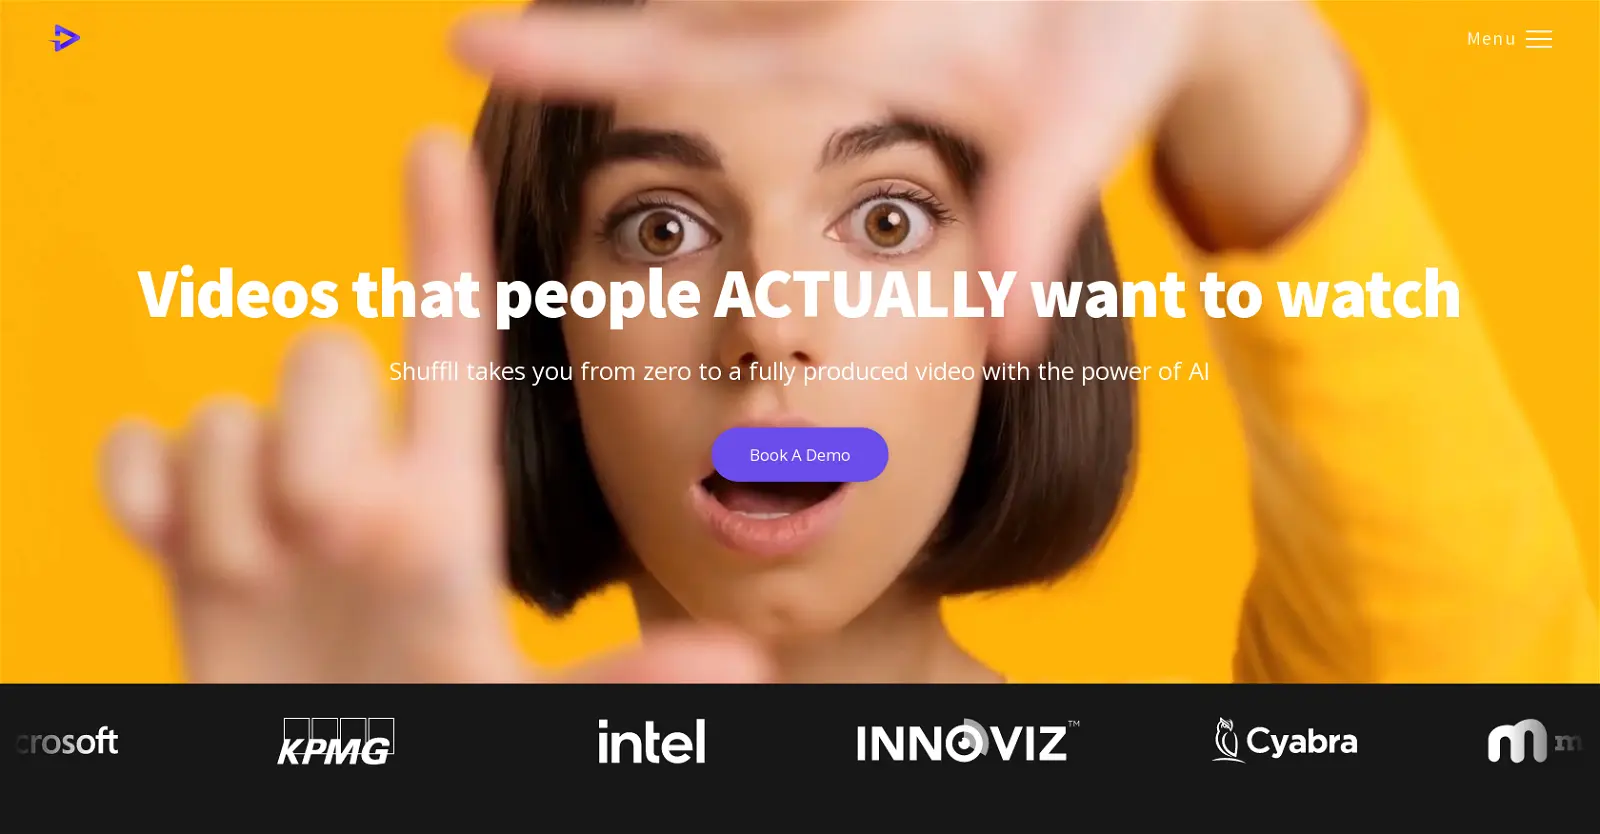 Menu
Videos that people ACTUALLY want to watch
Shuffll takes you from zero to a fully produced video with the power of AI
Book A Demo
crosoft
KPMG
intel
INNOVIZ™
Cyabra
m m